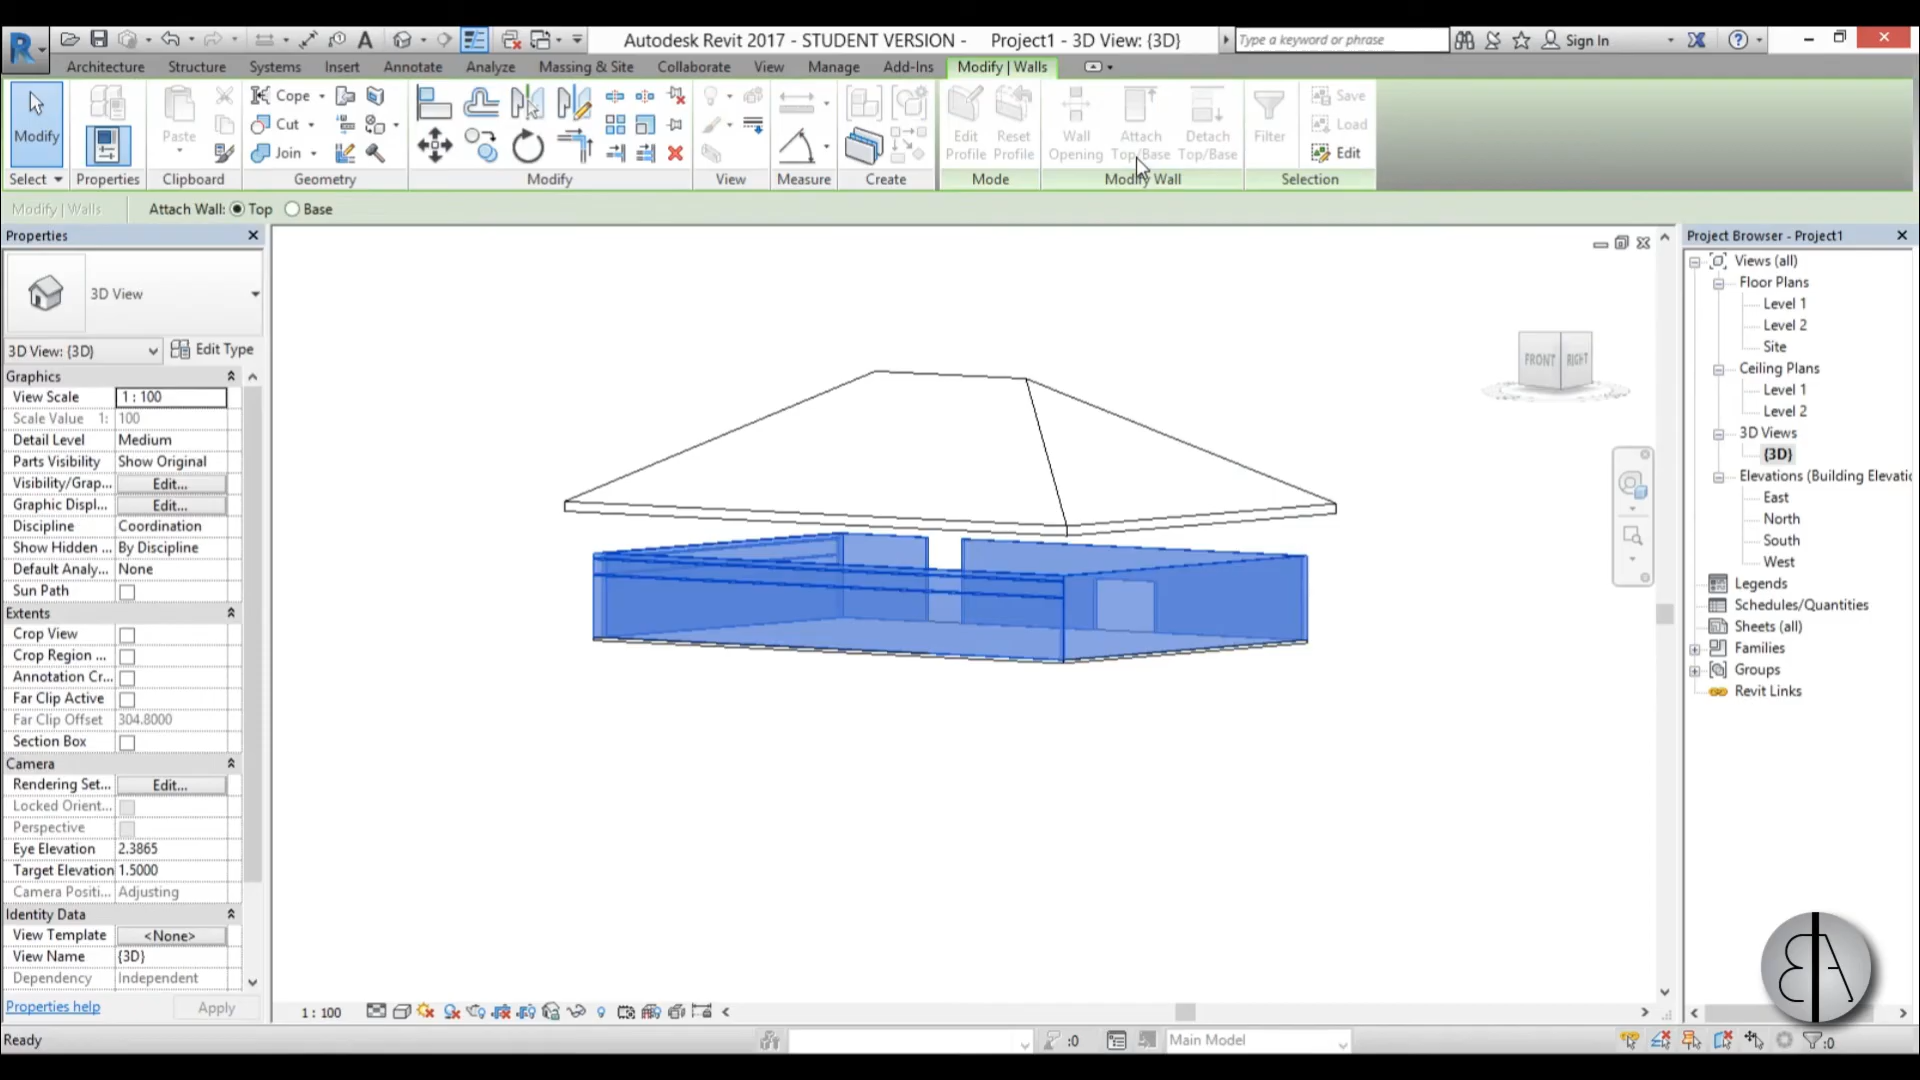 Autodesk Revit 2017 - STUDENT VERSION - Project1 - 3D View: {3D}
Type a keyword or phrase
Sign In
Architecture Structure Systems Insert Annotate Analyze Massing & Site Collaborate View Manage Add-Ins Modify | Walls
Modify
Paste
Cope
Cut
Join
Edit Profile
Reset Profile
Wall Opening
Attach Top/Base
Detach Top/Base
Filter
Save
Load
Edit
Select Properties Clipboard Geometry Modify View Measure Create Mode Modify Wall Selection
Modify | Walls Attach Wall: Top Base
Properties
3D View
3D View: {3D} Edit Type
Graphics
View Scale 1 : 100
Scale Value 1: 100
Detail Level Medium
Parts Visibility Show Original
Visibility/Grap... Edit...
Graphic Displ... Edit...
Discipline Coordination
Show Hidden ... By Discipline
Default Analy... None
Sun Path
Extents
Crop View
Crop Region ...
Annotation Cr...
Far Clip Active
Far Clip Offset 304.8000
Section Box
Camera
Rendering Set... Edit...
Locked Orient...
Perspective
Eye Elevation 2.3865
Target Elevation 1.5000
Camera Positi... Adjusting
Identity Data
View Template <None>
View Name {3D}
Dependency Independent
Properties help Apply
FRONT RIGHT
1 : 100
Project Browser - Project1
Views (all)
Floor Plans
Level 1
Level 2
Site
Ceiling Plans
Level 1
Level 2
3D Views
{3D}
Elevations (Building Elevatic
East
North
South
West
Legends
Schedules/Quantities
Sheets (all)
Families
Groups
Revit Links
Ready :0 Main Model :0